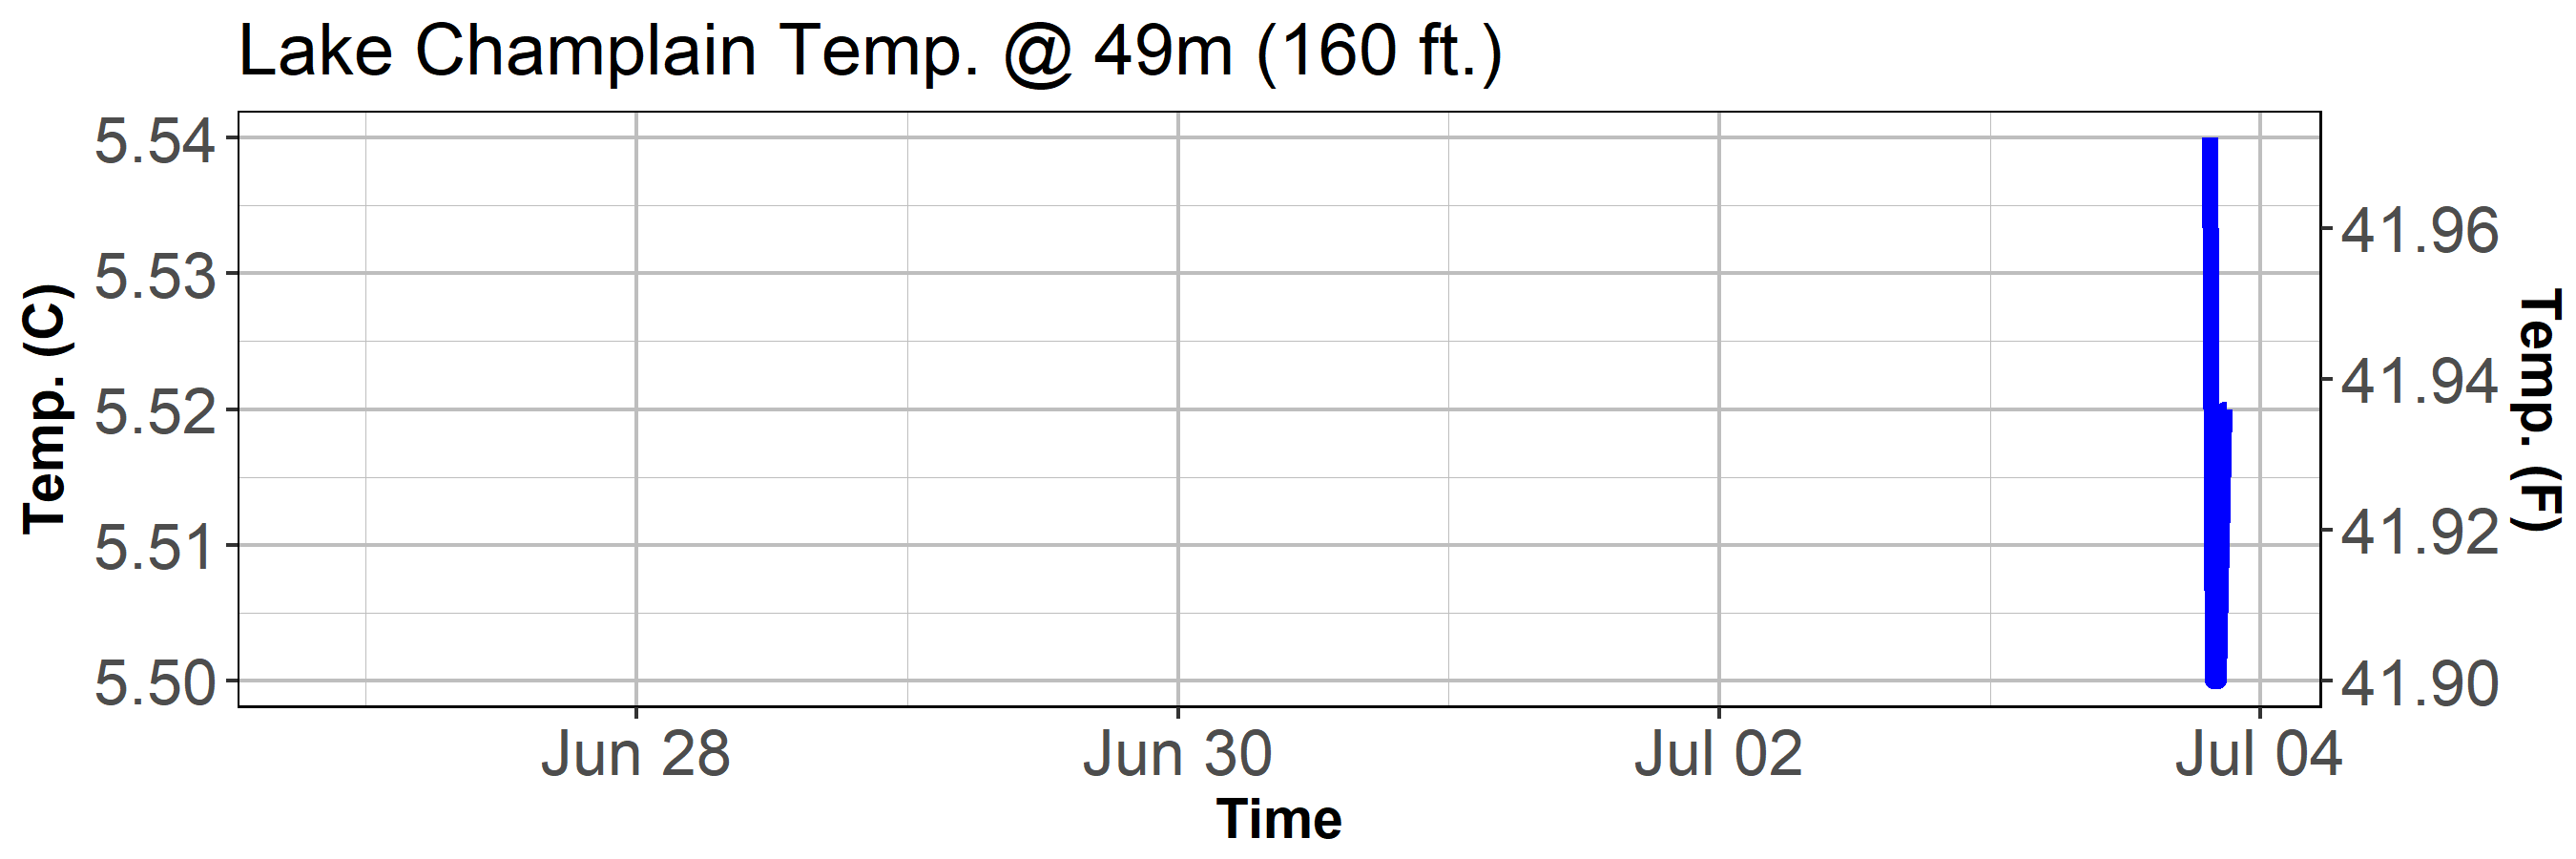 Lake Champlain Temp. @ 49m (160 ft.)
5.54
5.53
5.52
5.51
5.50
Temp. (C)
41.96
41.94
41.92
41.90
Temp. (F)
Jun 28 Jun 30 Jul 02 Jul 04
Time